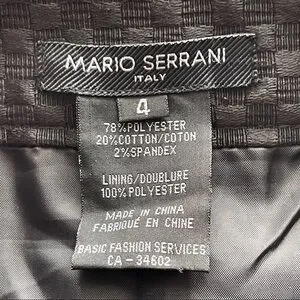 MARIO SERRANI
ITALY
4
78%POLYESTER
20%COTTON/COTON
2%SPANDEX
LINING/DOUBLURE
100%POLYESTER
MADE IN CHINA
FABRIQUÉ EN CHINE
BASIC FASHION SERVICES
CA - 34602